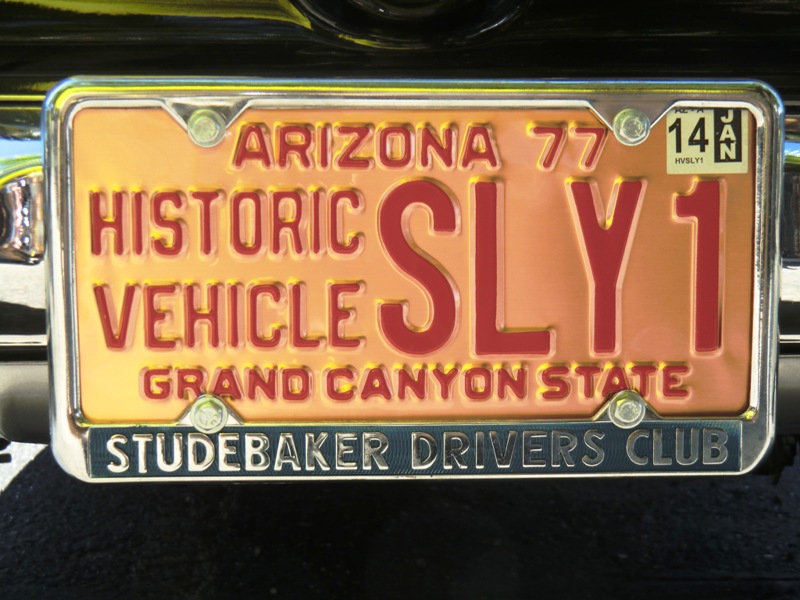 ARIZONA 77
14 JAN
HVSLY1
HISTORIC
VEHICLE
SLY1
GRAND CANYON STATE
STUDEBAKER DRIVERS CLUB